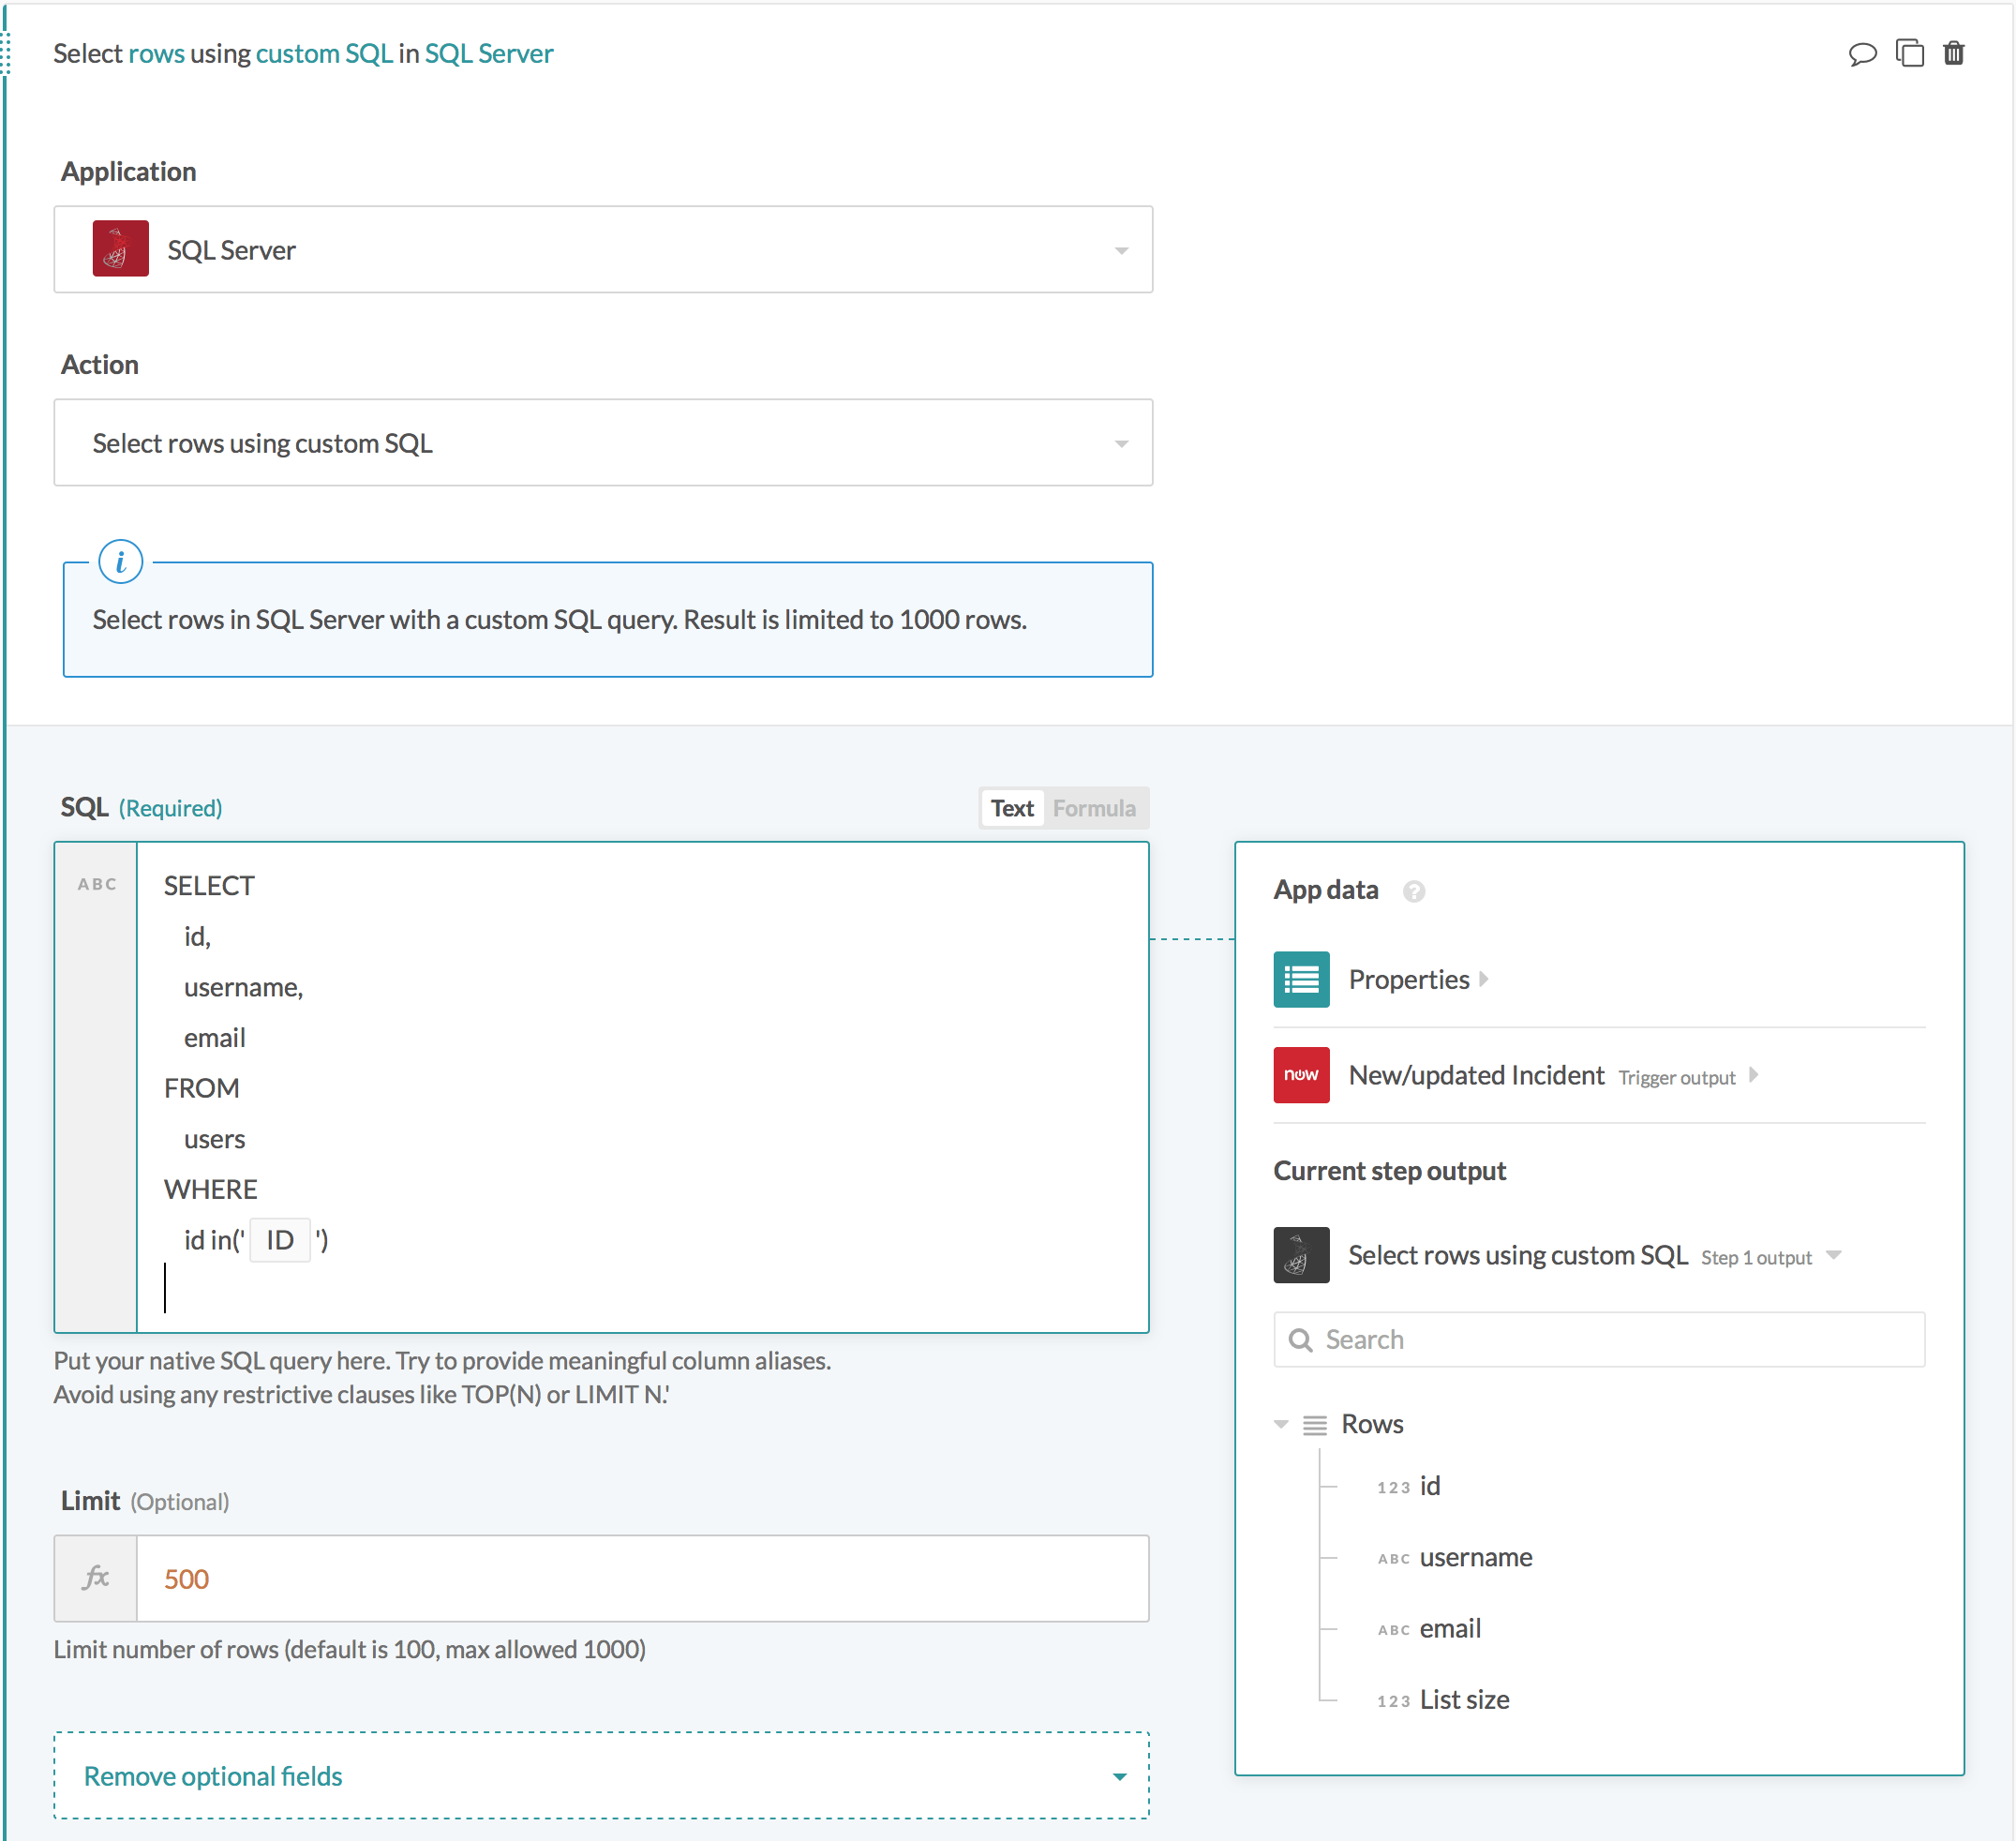 Select rows using custom SQL in SQL Server
Application
SQL Server
Action
Select rows using custom SQL
i
Select rows in SQL Server with a custom SQL query. Result is limited to 1000 rows.
SQL (Required)
Text Formula
ABC
SELECT
id,
username,
email
FROM
users
WHERE
id in(' ID ')
Put your native SQL query here. Try to provide meaningful column aliases.
Avoid using any restrictive clauses like TOP(N) or LIMIT N.'
Limit (Optional)
fx
500
Limit number of rows (default is 100, max allowed 1000)
Remove optional fields
App data ?
Properties
now New/updated Incident Trigger output
Current step output
Select rows using custom SQL Step 1 output
Search
Rows
123 id
ABC username
ABC email
123 List size